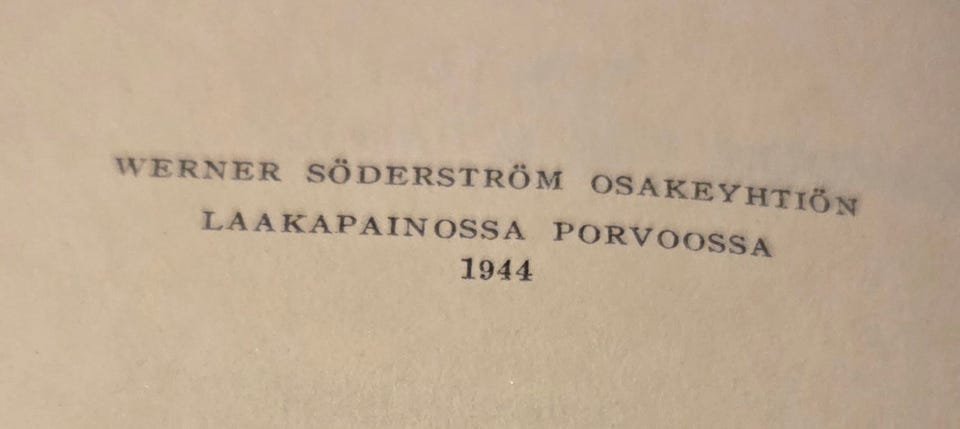 WERNER SÖDERSTRÖM OSAKEYHTIÖN
LAAKAPAINOSSA PORVOOSSA
1944